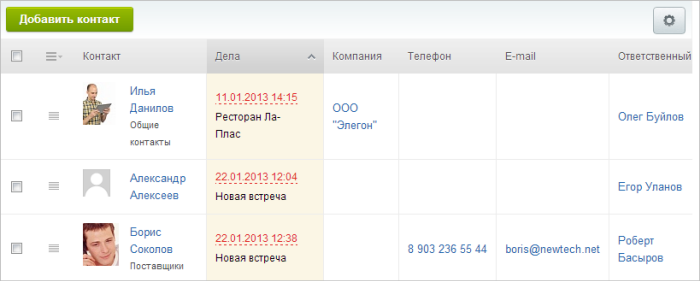 Добавить контакт
Контакт Дела Компания Телефон E-mail Ответственный
Илья
Данилов
Общие
контакты
11.01.2013 14:15
Ресторан Ла-
Плас
ООО
"Элегон"
Олег Буйлов
Александр
Алексеев
22.01.2013 12:04
Новая встреча
Егор Уланов
Борис
Соколов
Поставщики
22.01.2013 12:38
Новая встреча
8 903 236 55 44
boris@newtech.net
Роберт
Басыров